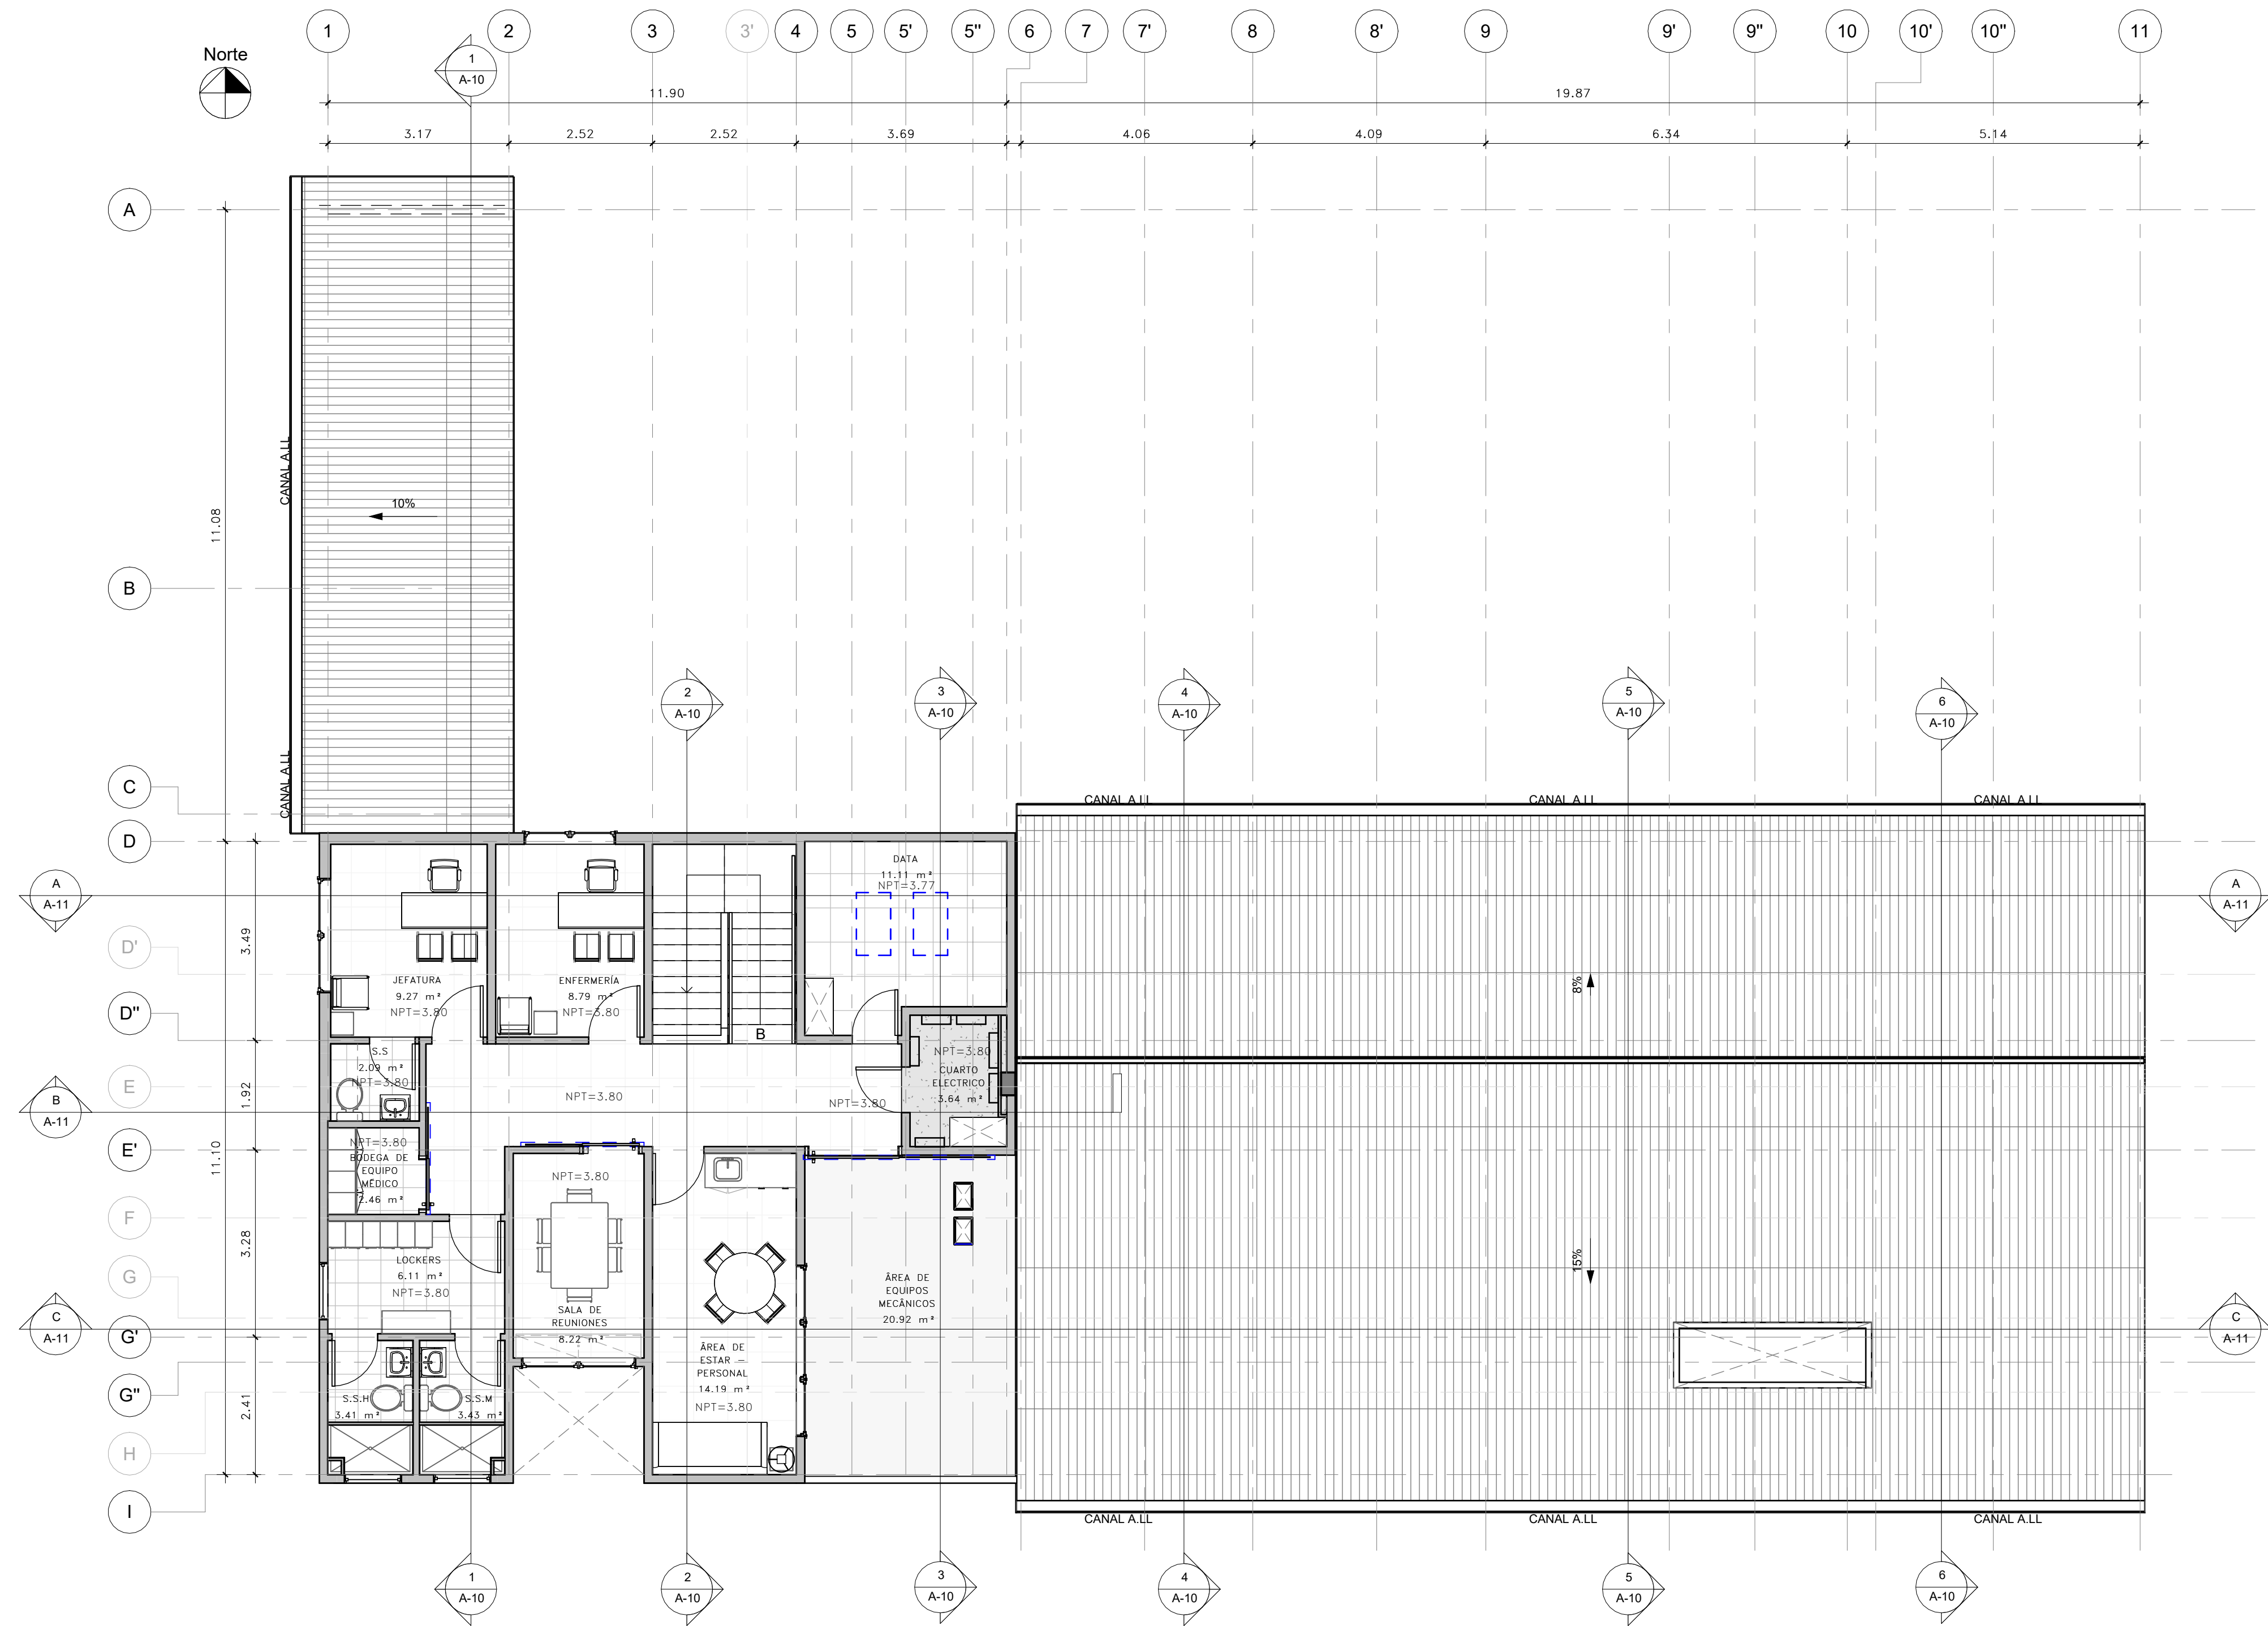 1 2 3 3' 4 5 5' 5" 6 7 7' 8 8' 9 9' 9" 10 10' 10" 11
Norte
1
A-10
11.90 19.87
3.17 2.52 2.52 3.69 4.06 4.09 6.34 5.14
A
B
C
D
D'
D"
E
E'
F
G
G'
G"
H
I
11.08
11.10
3.49
1.92
3.28
2.41
CANAL A.LL
CANAL A.LL
10%
2
A-10
3
A-10
4
A-10
5
A-10
6
A-10
CANAL A.LL CANAL A.LL CANAL A.LL
A
A-11
A
A-11
B
A-11
C
A-11
C
A-11
DATA
11.11 m²
NPT=3.77
JEFATURA
9.27 m²
NPT=3.80
ENFERMERÍA
8.79 m²
NPT=3.80
B
8%
S.S
2.09 m²
NPT=3.80
NPT=3.80
NPT=3.80
NPT=3.80
CUARTO
ELECTRICO
3.64 m²
NPT=3.80
BODEGA DE
EQUIPO
MÉDICO
2.46 m²
NPT=3.80
LOCKERS
6.11 m²
NPT=3.80
SALA DE
REUNIONES
8.22 m²
ÁREA DE
ESTAR –
PERSONAL
14.19 m²
NPT=3.80
ÁREA DE
EQUIPOS
MECÁNICOS
20.92 m²
15%
S.S.H
3.41 m²
S.S.M
3.43 m²
CANAL A.LL CANAL A.LL CANAL A.LL
1
A-10
2
A-10
3
A-10
4
A-10
5
A-10
6
A-10